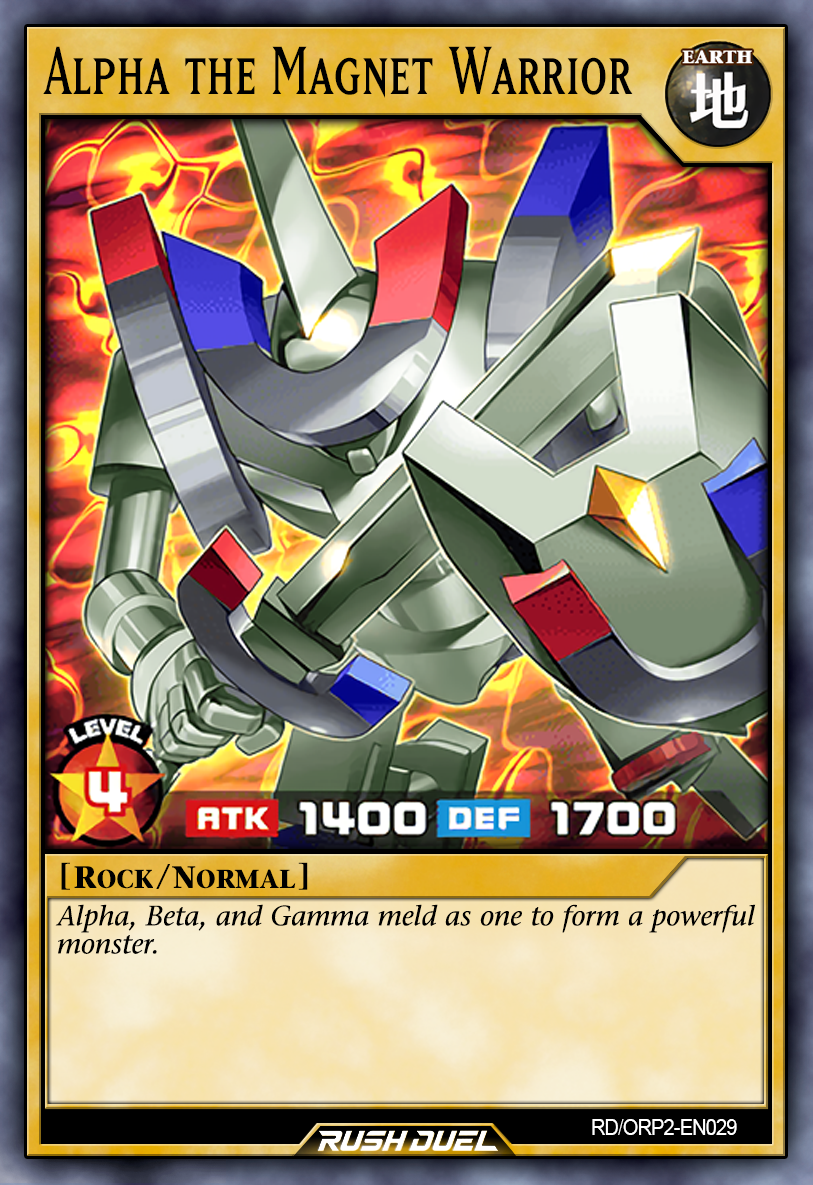 Alpha the Magnet Warrior
EARTH
地
LEVEL
4
ATK 1400 DEF 1700
[Rock/Normal]
Alpha, Beta, and Gamma meld as one to form a powerful
monster.
RD/ORP2-EN029
RUSH DUEL